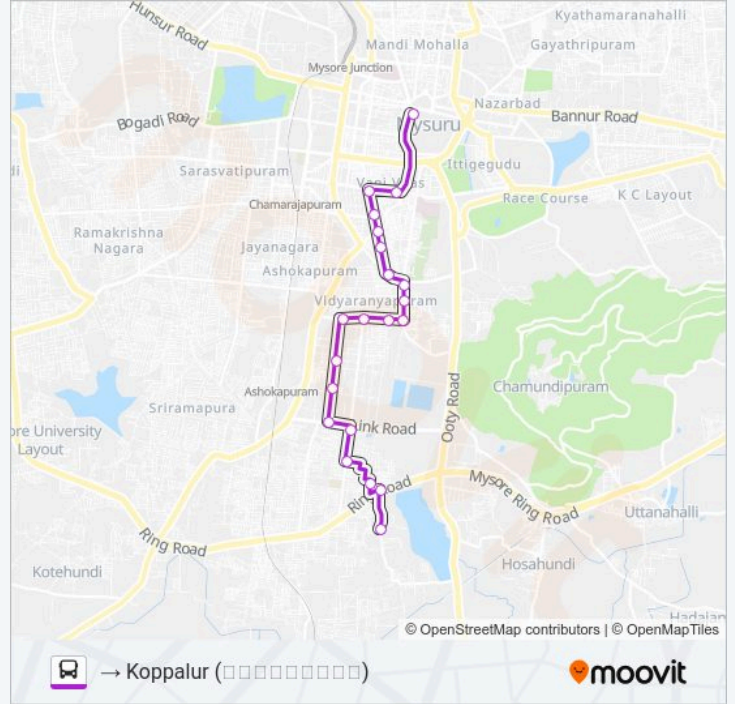 Hunsur Road
Kyathamaranahalli
Mandi Mohalla
Gayathripuram
Mysore Junction
Nazarbad
Bannur Road
Bogadi Road
Mysuru
Ittigegudu
di
Sarasvatipuram
Vani Vilas
Race Course
K C Layout
Chamarajapuram
Ramakrishna
Nagara
Jayanagara
Ashokapuram
Vidyaranyapuram
Ashokapuram
Chamundipuram
Ooty Road
Sriramapura
ore University
Layout
Link Road
Ring Road
Mysore Ring Road
Uttanahalli
Ring Road
Hosahundi
Kotehundi
Hadajan
© OpenStreetMap contributors | © OpenMapTiles
→ Koppalur (□□□□□□□□□)
moovit